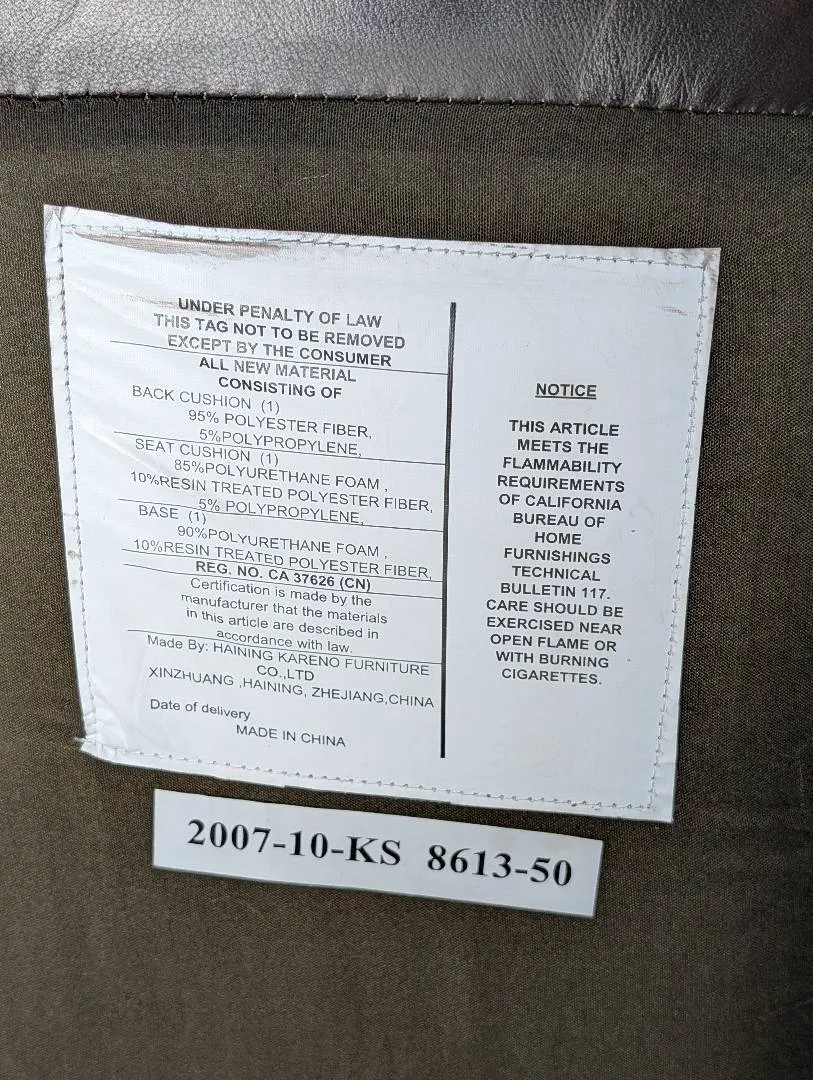 UNDER PENALTY OF LAW
THIS TAG NOT TO BE REMOVED
EXCEPT BY THE CONSUMER
ALL NEW MATERIAL
CONSISTING OF
BACK CUSHION (1)
95% POLYESTER FIBER,
5%POLYPROPYLENE,
SEAT CUSHION (1)
85%POLYURETHANE FOAM ,
10%RESIN TREATED POLYESTER FIBER,
5% POLYPROPYLENE,
BASE (1)
90%POLYURETHANE FOAM ,
10%RESIN TREATED POLYESTER FIBER,
REG. NO. CA 37626 (CN)
Certification is made by the
manufacturer that the materials
in this article are described in
accordance with law.
Made By: HAINING KARENO FURNITURE
CO.,LTD
XINZHUANG ,HAINING, ZHEJIANG,CHINA
Date of delivery
MADE IN CHINA
NOTICE
THIS ARTICLE
MEETS THE
FLAMMABILITY
REQUIREMENTS
OF CALIFORNIA
BUREAU OF
HOME
FURNISHINGS
TECHNICAL
BULLETIN 117.
CARE SHOULD BE
EXERCISED NEAR
OPEN FLAME OR
WITH BURNING
CIGARETTES.
2007-10-KS 8613-50